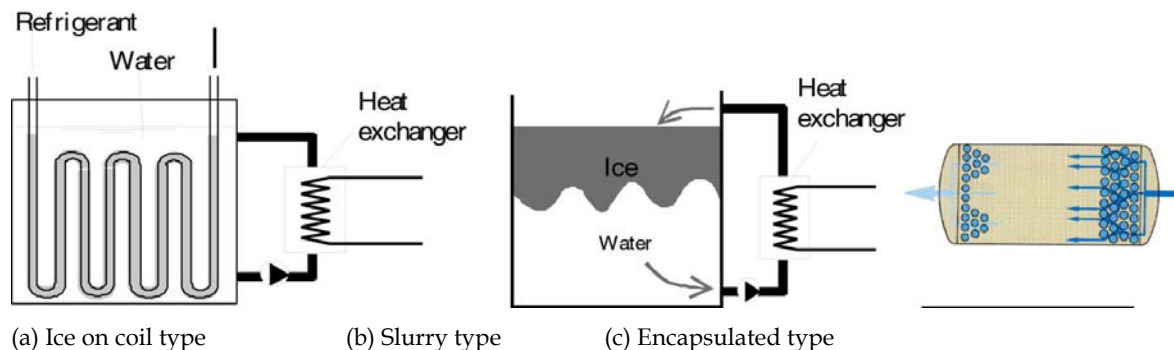 Refrigerant
Water
Heat
exchanger
Ice
Water
Heat
exchanger
(a) Ice on coil type (b) Slurry type (c) Encapsulated type